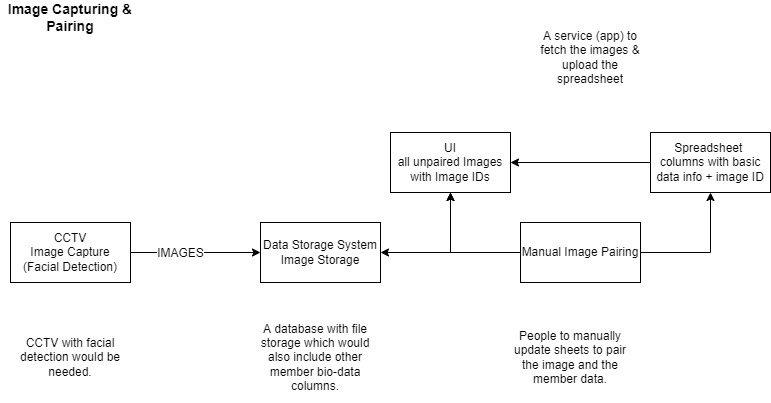 Image Capturing &
Pairing
A service (app) to
fetch the images &
upload the
spreadsheet
UI
all unpaired Images
with Image IDs
Spreadsheet
columns with basic
data info + image ID
CCTV
Image Capture
(Facial Detection)
IMAGES
Data Storage System
Image Storage
Manual Image Pairing
CCTV with facial
detection would be
needed.
A database with file
storage which would
also include other
member bio-data
columns.
People to manually
update sheets to pair
the image and the
member data.